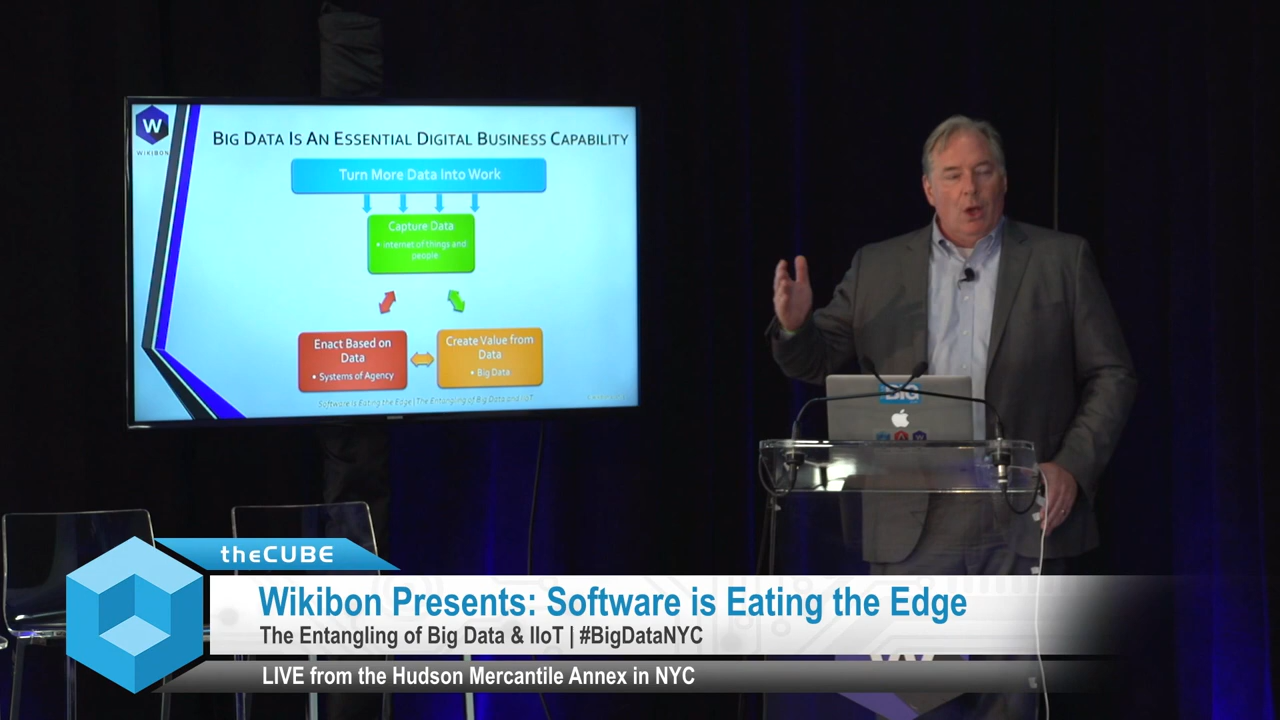 W
WIKIBON
BIG DATA IS AN ESSENTIAL DIGITAL BUSINESS CAPABILITY
Turn More Data Into Work
Capture Data
• internet of things and
people
Enact Based on
Data
• Systems of Agency
Create Value from
Data
• Big Data
Software is Eating the Edge | The Entangling of Big Data and IIoT
BIG
theCUBE
Wikibon Presents: Software is Eating the Edge
The Entangling of Big Data & IIoT | #BigDataNYC
LIVE from the Hudson Mercantile Annex in NYC